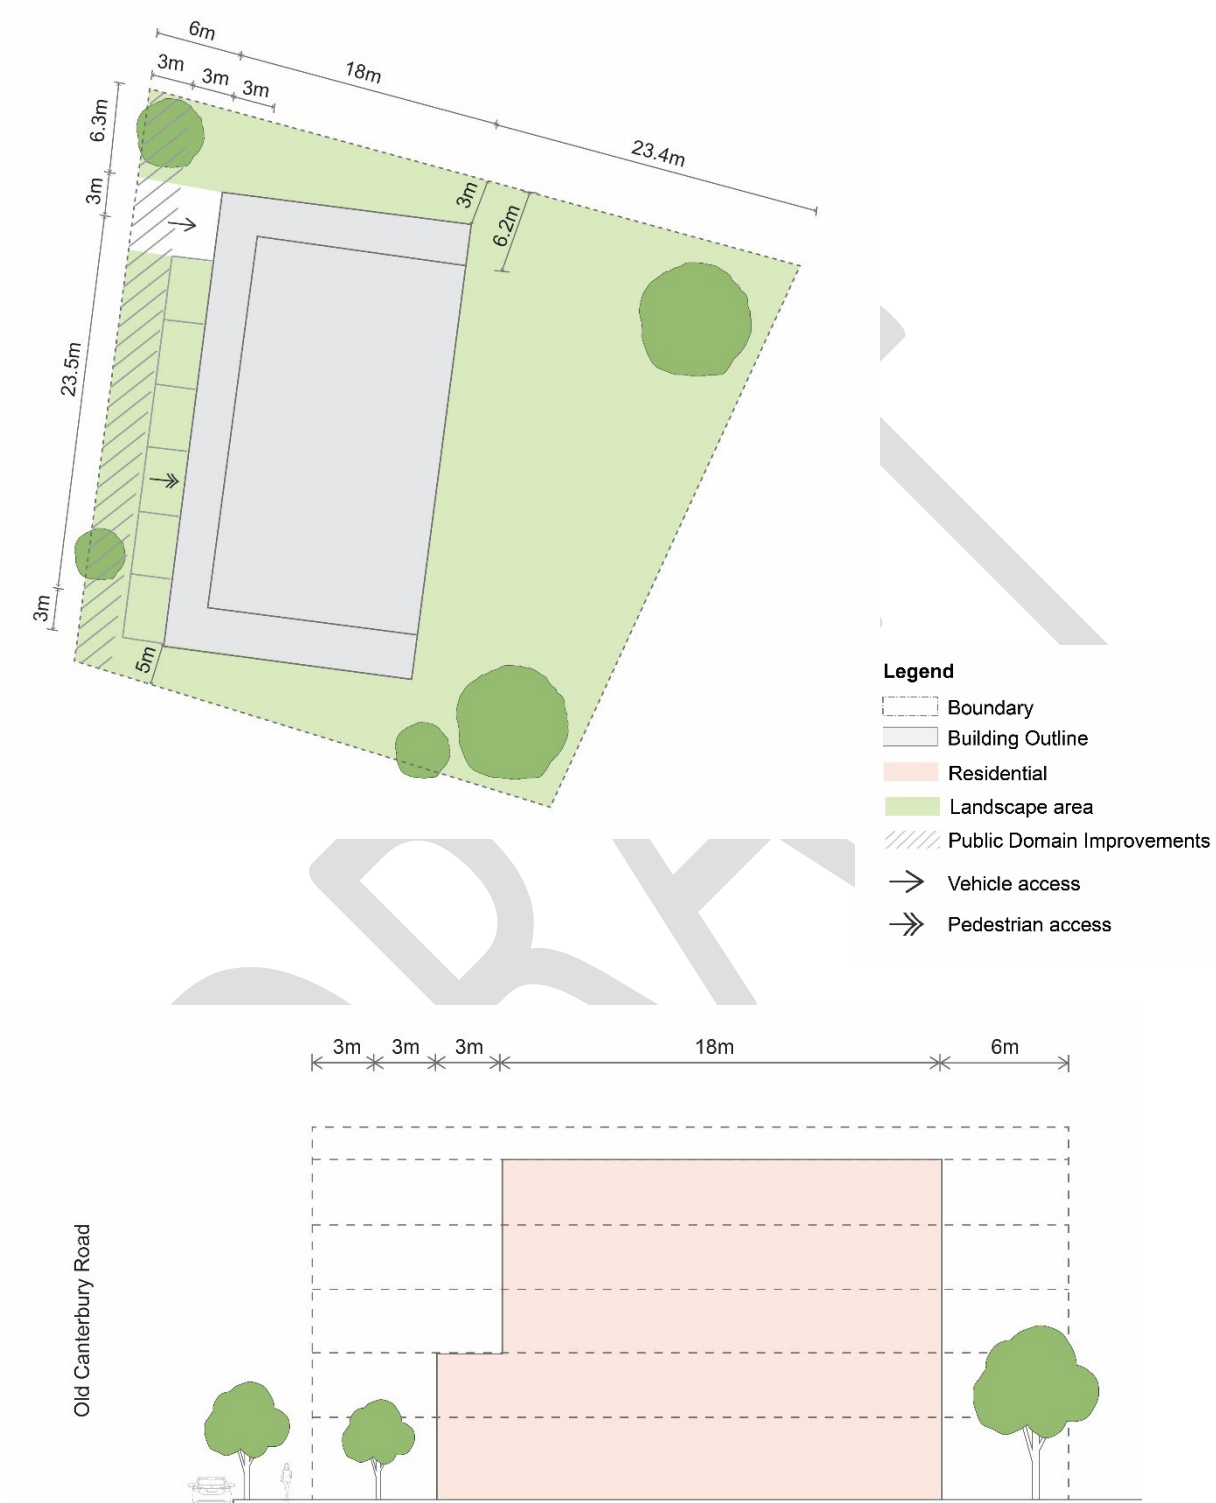 6m
18m
23.4m
3m
3m
3m
6.3m
3m
23.5m
3m
3m
6.2m
5m
Legend
Boundary
Building Outline
Residential
Landscape area
Public Domain Improvements
Vehicle access
Pedestrian access
3m 3m 3m 18m 6m
Old Canterbury Road